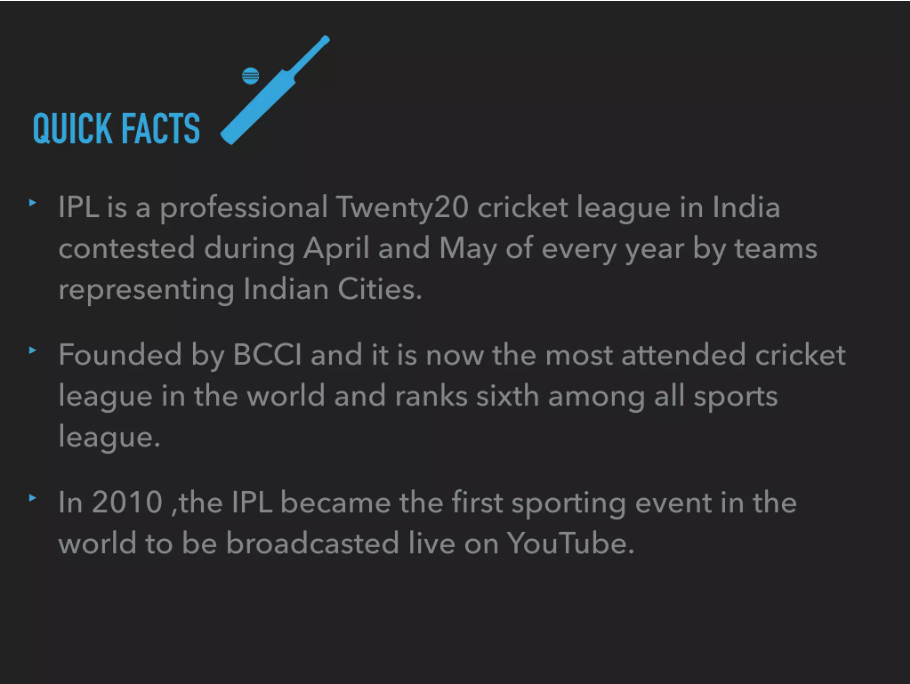 QUICK FACTS
IPL is a professional Twenty20 cricket league in India
contested during April and May of every year by teams
representing Indian Cities.
Founded by BCCI and it is now the most attended cricket
league in the world and ranks sixth among all sports
league.
In 2010 ,the IPL became the first sporting event in the
world to be broadcasted live on YouTube.